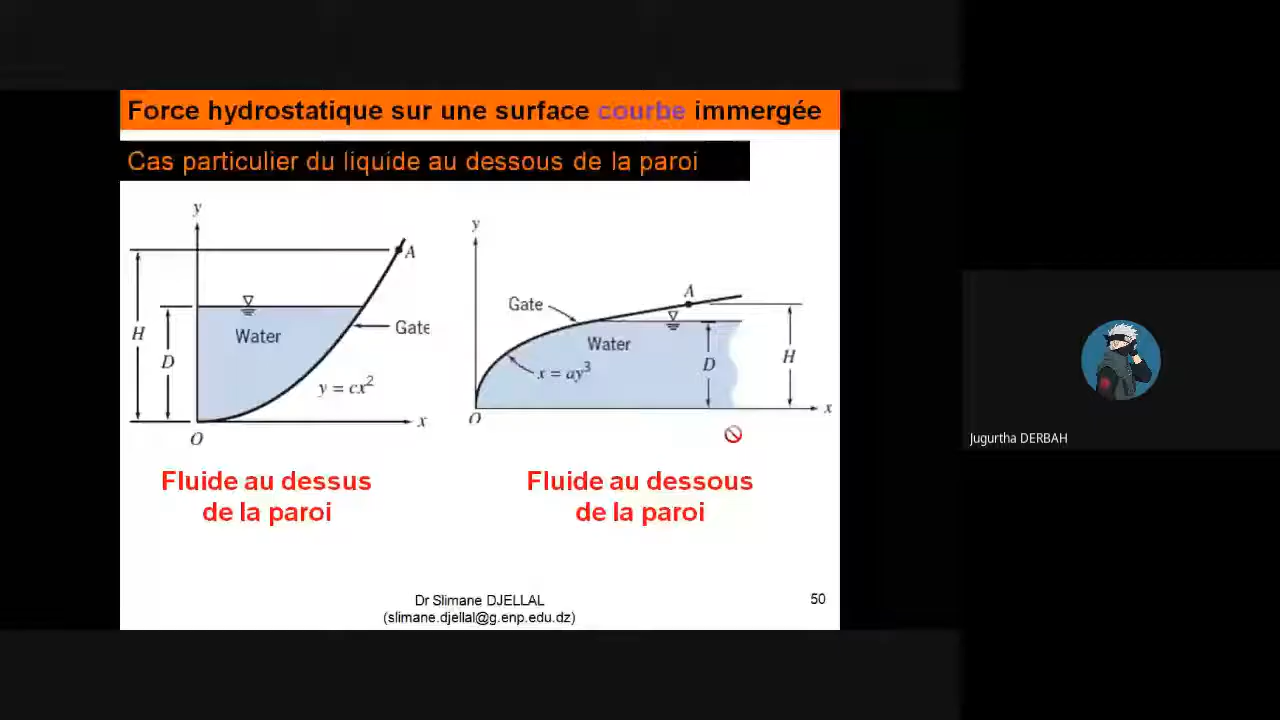 Force hydrostatique sur une surface courbe immergée
Cas particulier du liquide au dessous de la paroi
y
A
H
D
Water
Gate
y = cx²
x
O
y
A
Gate
Water
D
H
x = ay³
x
O
Fluide au dessus
de la paroi
Fluide au dessous
de la paroi
Dr Slimane DJELLAL
(slimane.djellal@g.enp.edu.dz)
50
Jugurtha DERBAH